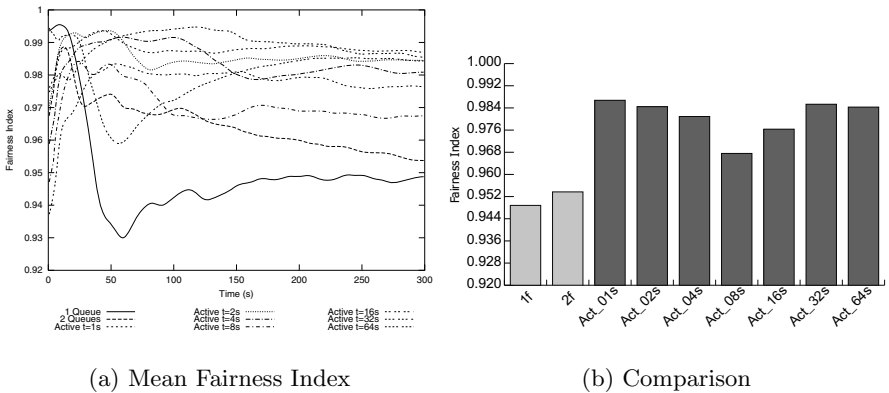 1
0.99
0.98
0.97
0.96
0.95
0.94
0.93
0.92
Fairness Index
0 50 100 150 200 250 300
Time (s)
1 Queue
2 Queues
Active t=1s
Active t=2s
Active t=4s
Active t=8s
Active t=16s
Active t=32s
Active t=64s
(a) Mean Fairness Index
1.000
0.992
0.984
0.976
0.968
0.960
0.952
0.944
0.936
0.928
0.920
Fairness Index
1f 2f Act_01s Act_02s Act_04s Act_08s Act_16s Act_32s Act_64s
(b) Comparison